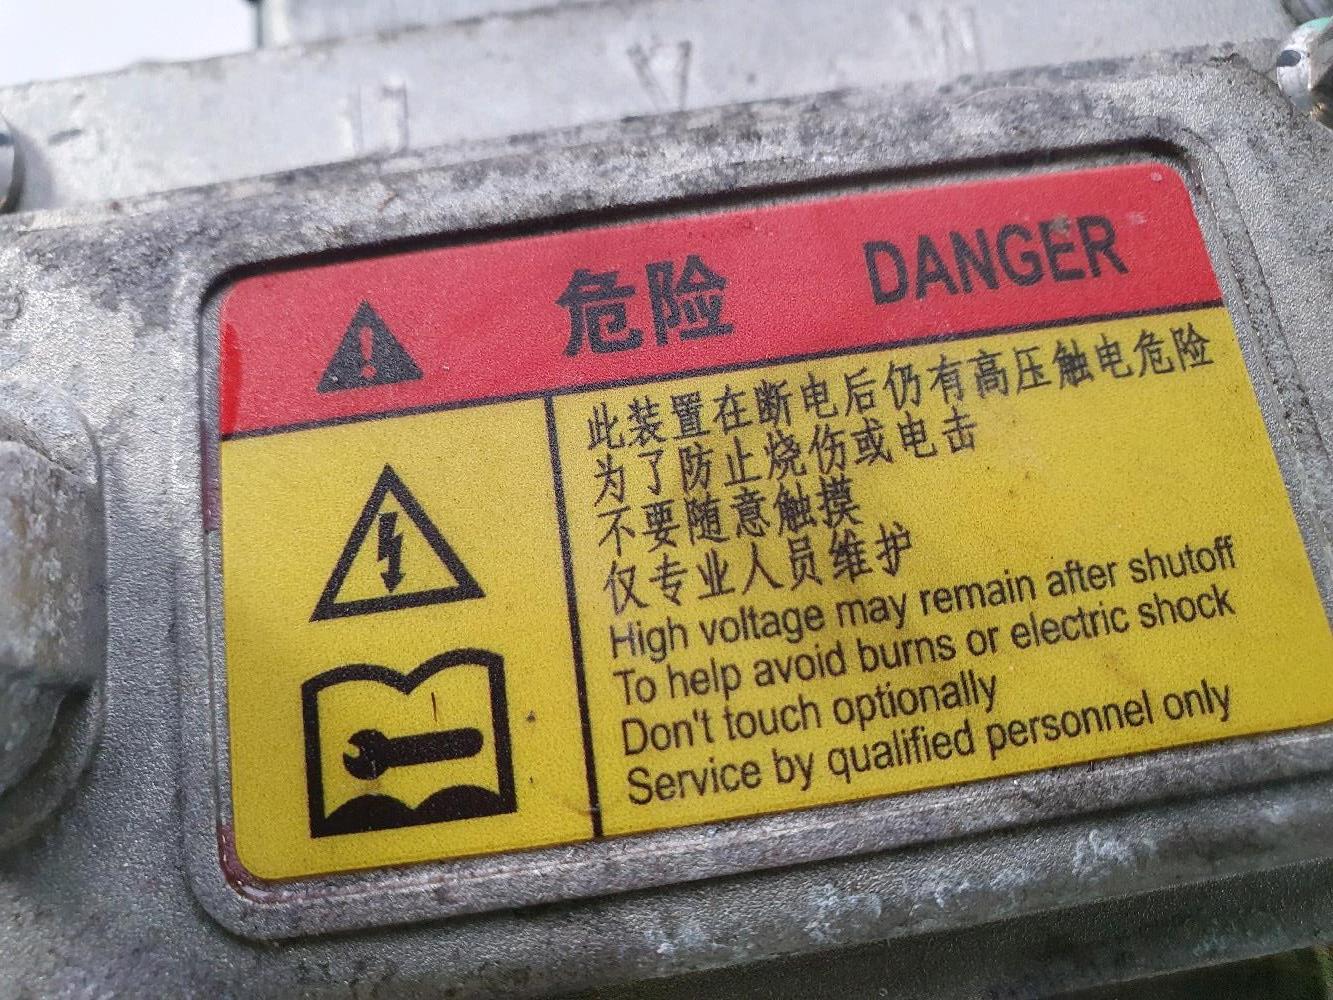 危险 DANGER
此装置在断电后仍有高压触电危险
为了防止烧伤或电击
不要随意触摸
仅专业人员维护
High voltage may remain after shutoff
To help avoid burns or electric shock
Don't touch optionally
Service by qualified personnel only